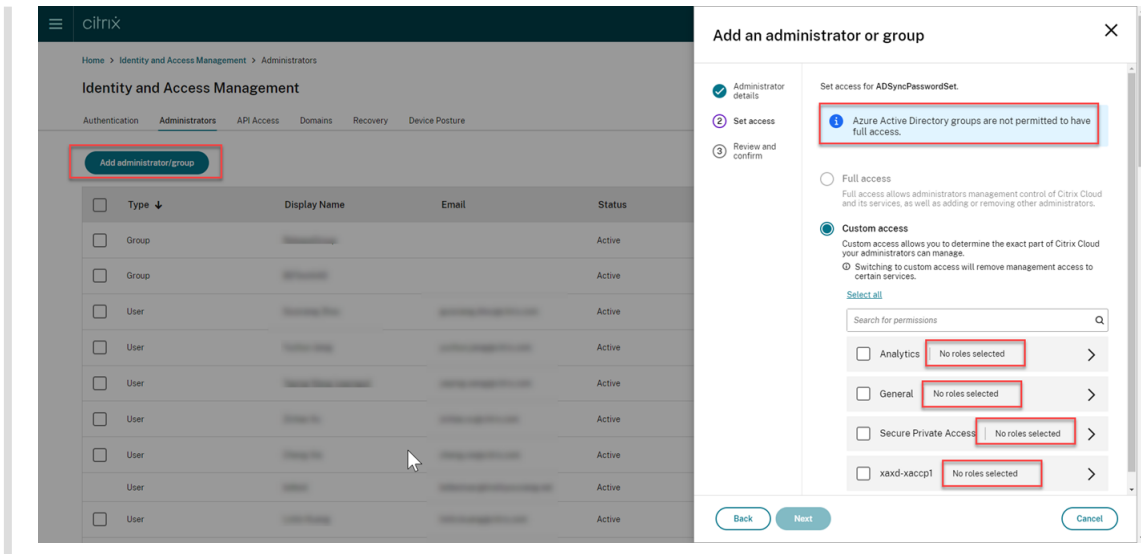 citrix
Home > Identity and Access Management > Administrators
Identity and Access Management
Authentication Administrators API Access Domains Recovery Device Posture
Add administrator/group
Type Display Name Email Status
Group Active
Group Active
User Active
User Active
User Active
User Active
User Active
User Active
User Active
Add an administrator or group
Administrator
details
2 Set access
3 Review and
confirm
Set access for ADSyncPasswordSet.
Azure Active Directory groups are not permitted to have
full access.
Full access
Full access allows administrators management control of Citrix Cloud
and its services, as well as adding or removing other administrators.
Custom access
Custom access allows you to determine the exact part of Citrix Cloud
your administrators can manage.
Switching to custom access will remove management access to
certain services.
Select all
Search for permissions
Analytics No roles selected
General No roles selected
Secure Private Access No roles selected
xaxd-xaccp1 No roles selected
Back Next Cancel